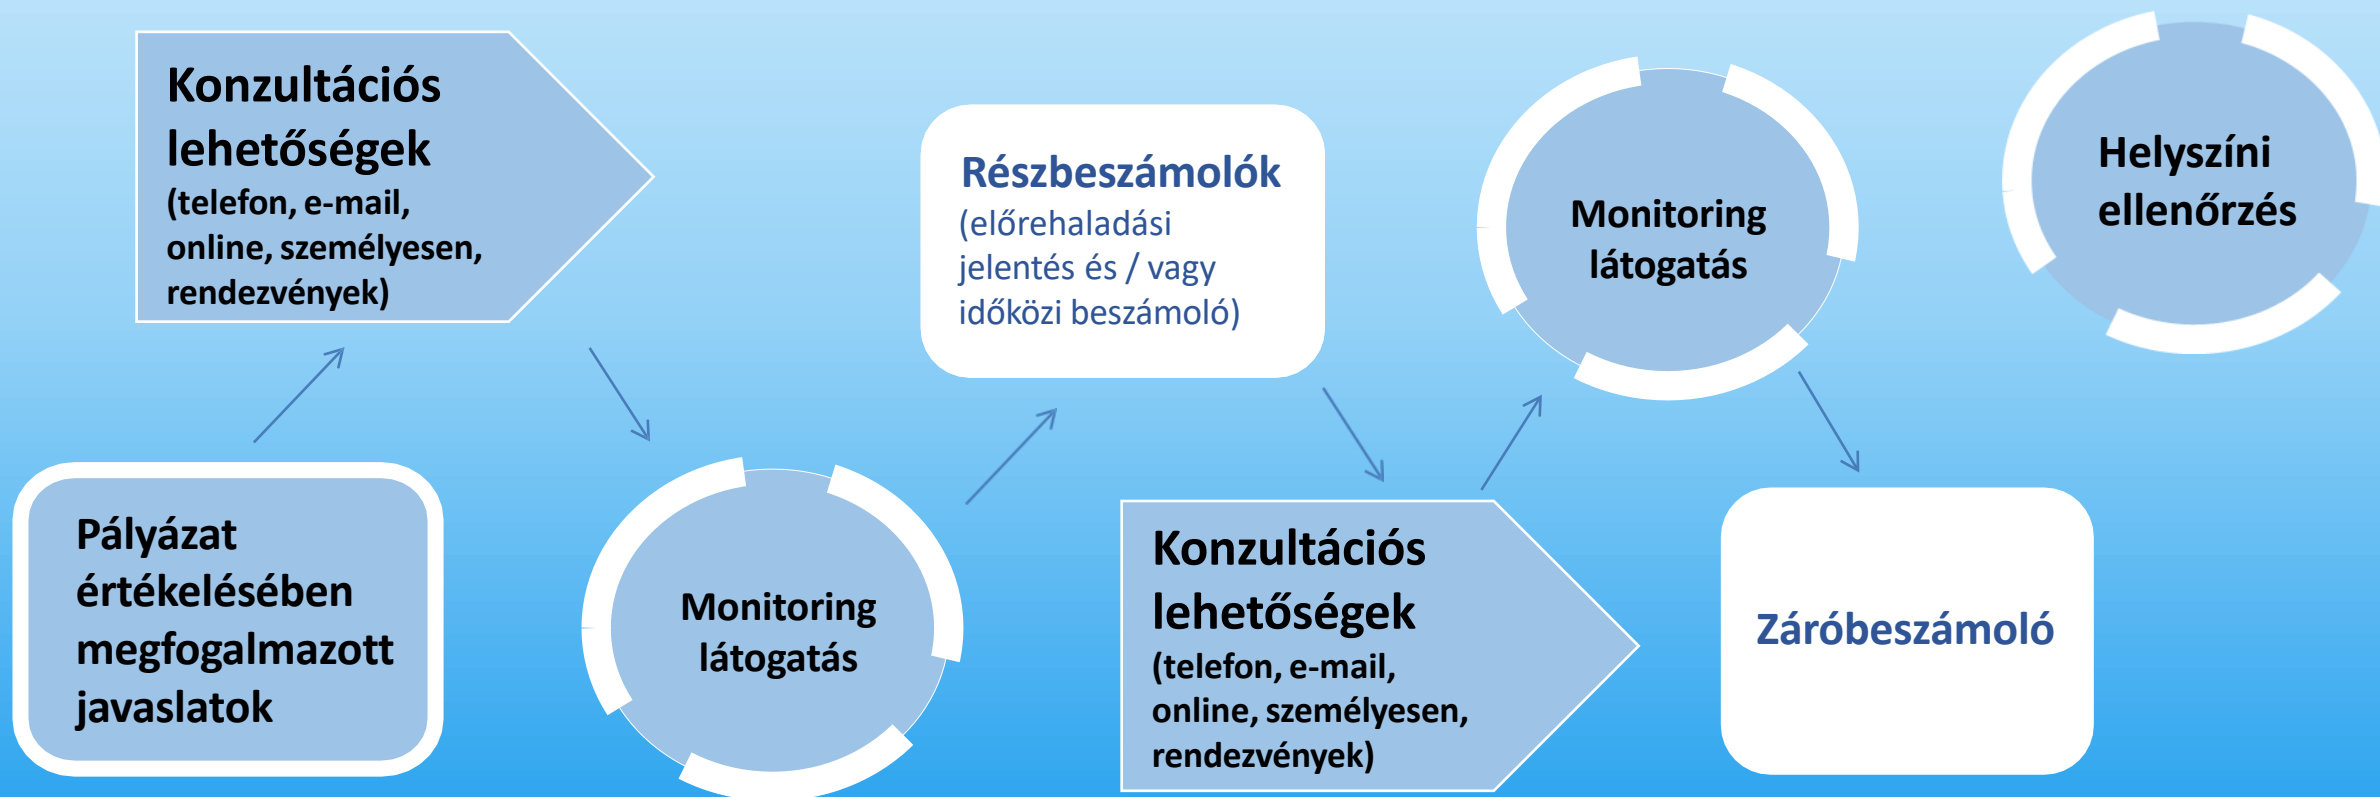 Konzultációs
lehetőségek
(telefon, e-mail,
online, személyesen,
rendezvények)
Részbeszámolók
(előrehaladási
jelentés és / vagy
időközi beszámoló)
Monitoring
látogatás
Helyszíni
ellenőrzés
Pályázat
értékelésében
megfogalmazott
javaslatok
Monitoring
látogatás
Konzultációs
lehetőségek
(telefon, e-mail,
online, személyesen,
rendezvények)
Záróbeszámoló